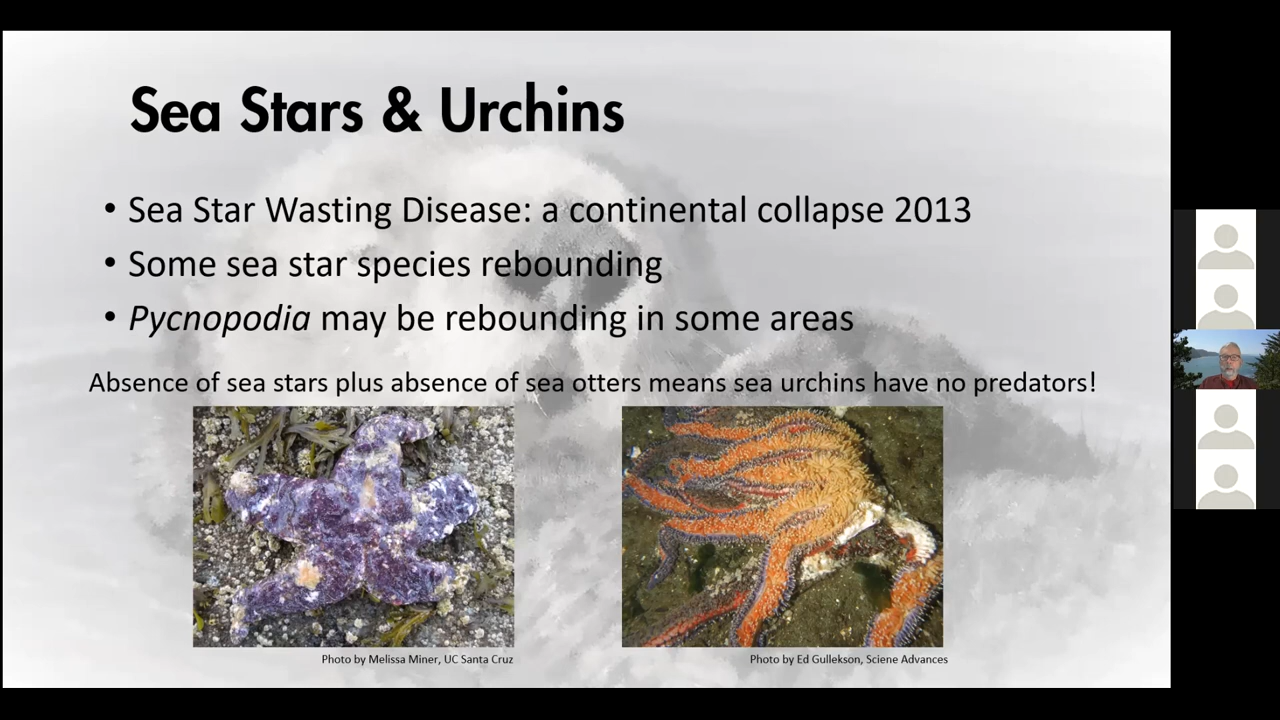 Sea Stars & Urchins
• Sea Star Wasting Disease: a continental collapse 2013
• Some sea star species rebounding
• Pycnopodia may be rebounding in some areas
Absence of sea stars plus absence of sea otters means sea urchins have no predators!
Photo by Melissa Miner, UC Santa Cruz
Photo by Ed Gullekson, Sciene Advances